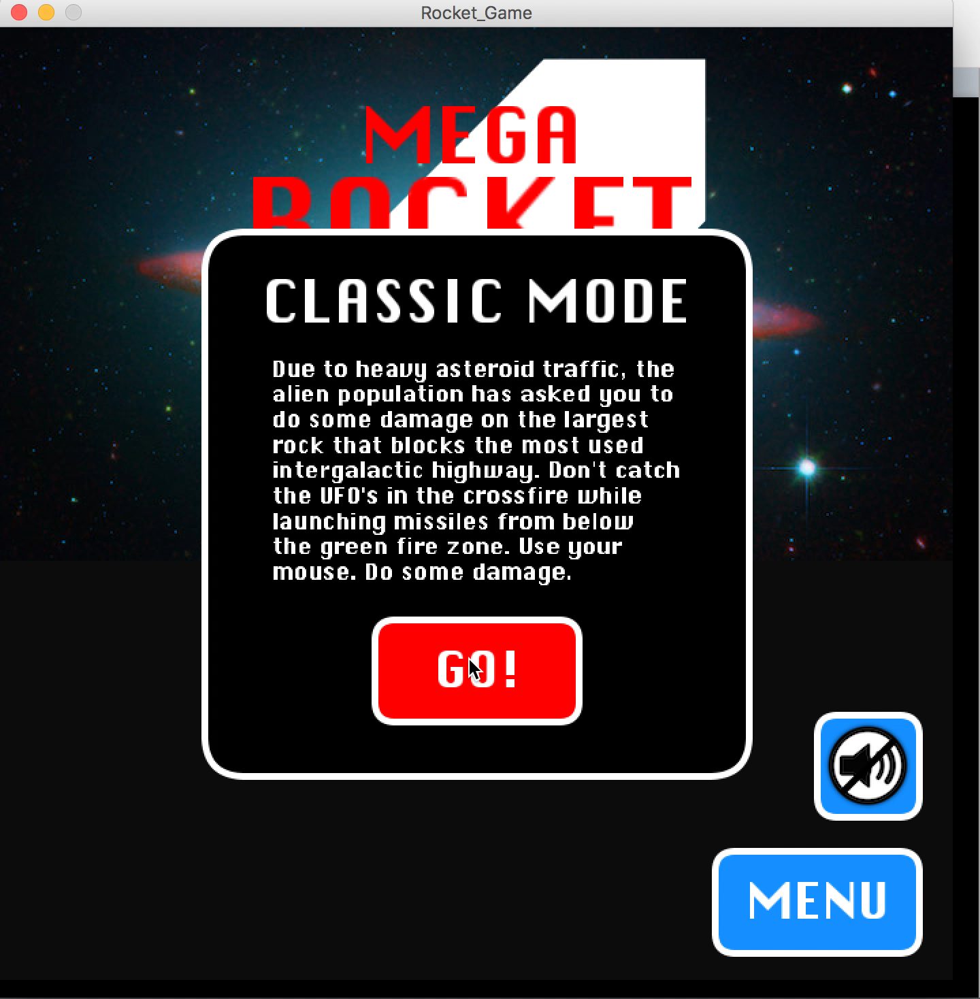 Rocket_Game
MEGA
ROCKET
CLASSIC MODE
Due to heavy asteroid traffic, the
alien population has asked you to
do some damage on the largest
rock that blocks the most used
intergalactic highway. Don't catch
the UFO's in the crossfire while
launching missiles from below
the green fire zone. Use your
mouse. Do some damage.
GO!
MENU